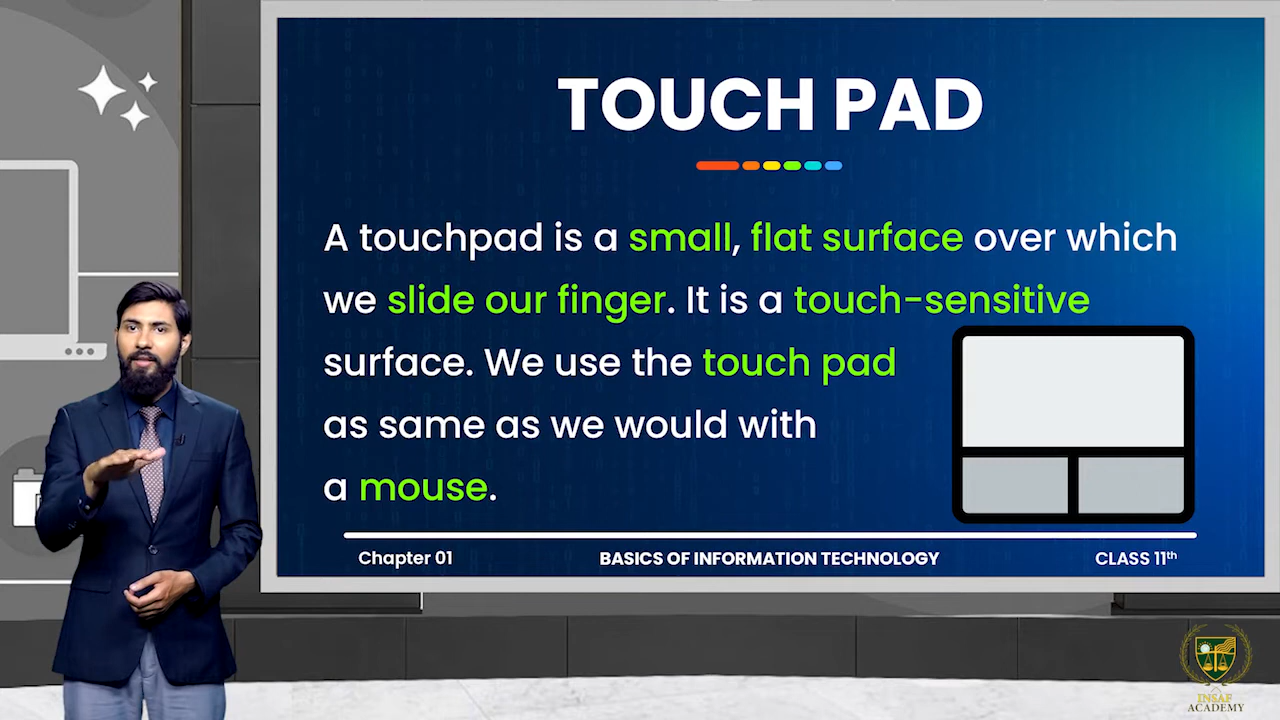 TOUCH PAD
A touchpad is a small, flat surface over which
we slide our finger. It is a touch-sensitive
surface. We use the touch pad
as same as we would with
a mouse.
Chapter 01
BASICS OF INFORMATION TECHNOLOGY
CLASS 11th
INSAF
ACADEMY